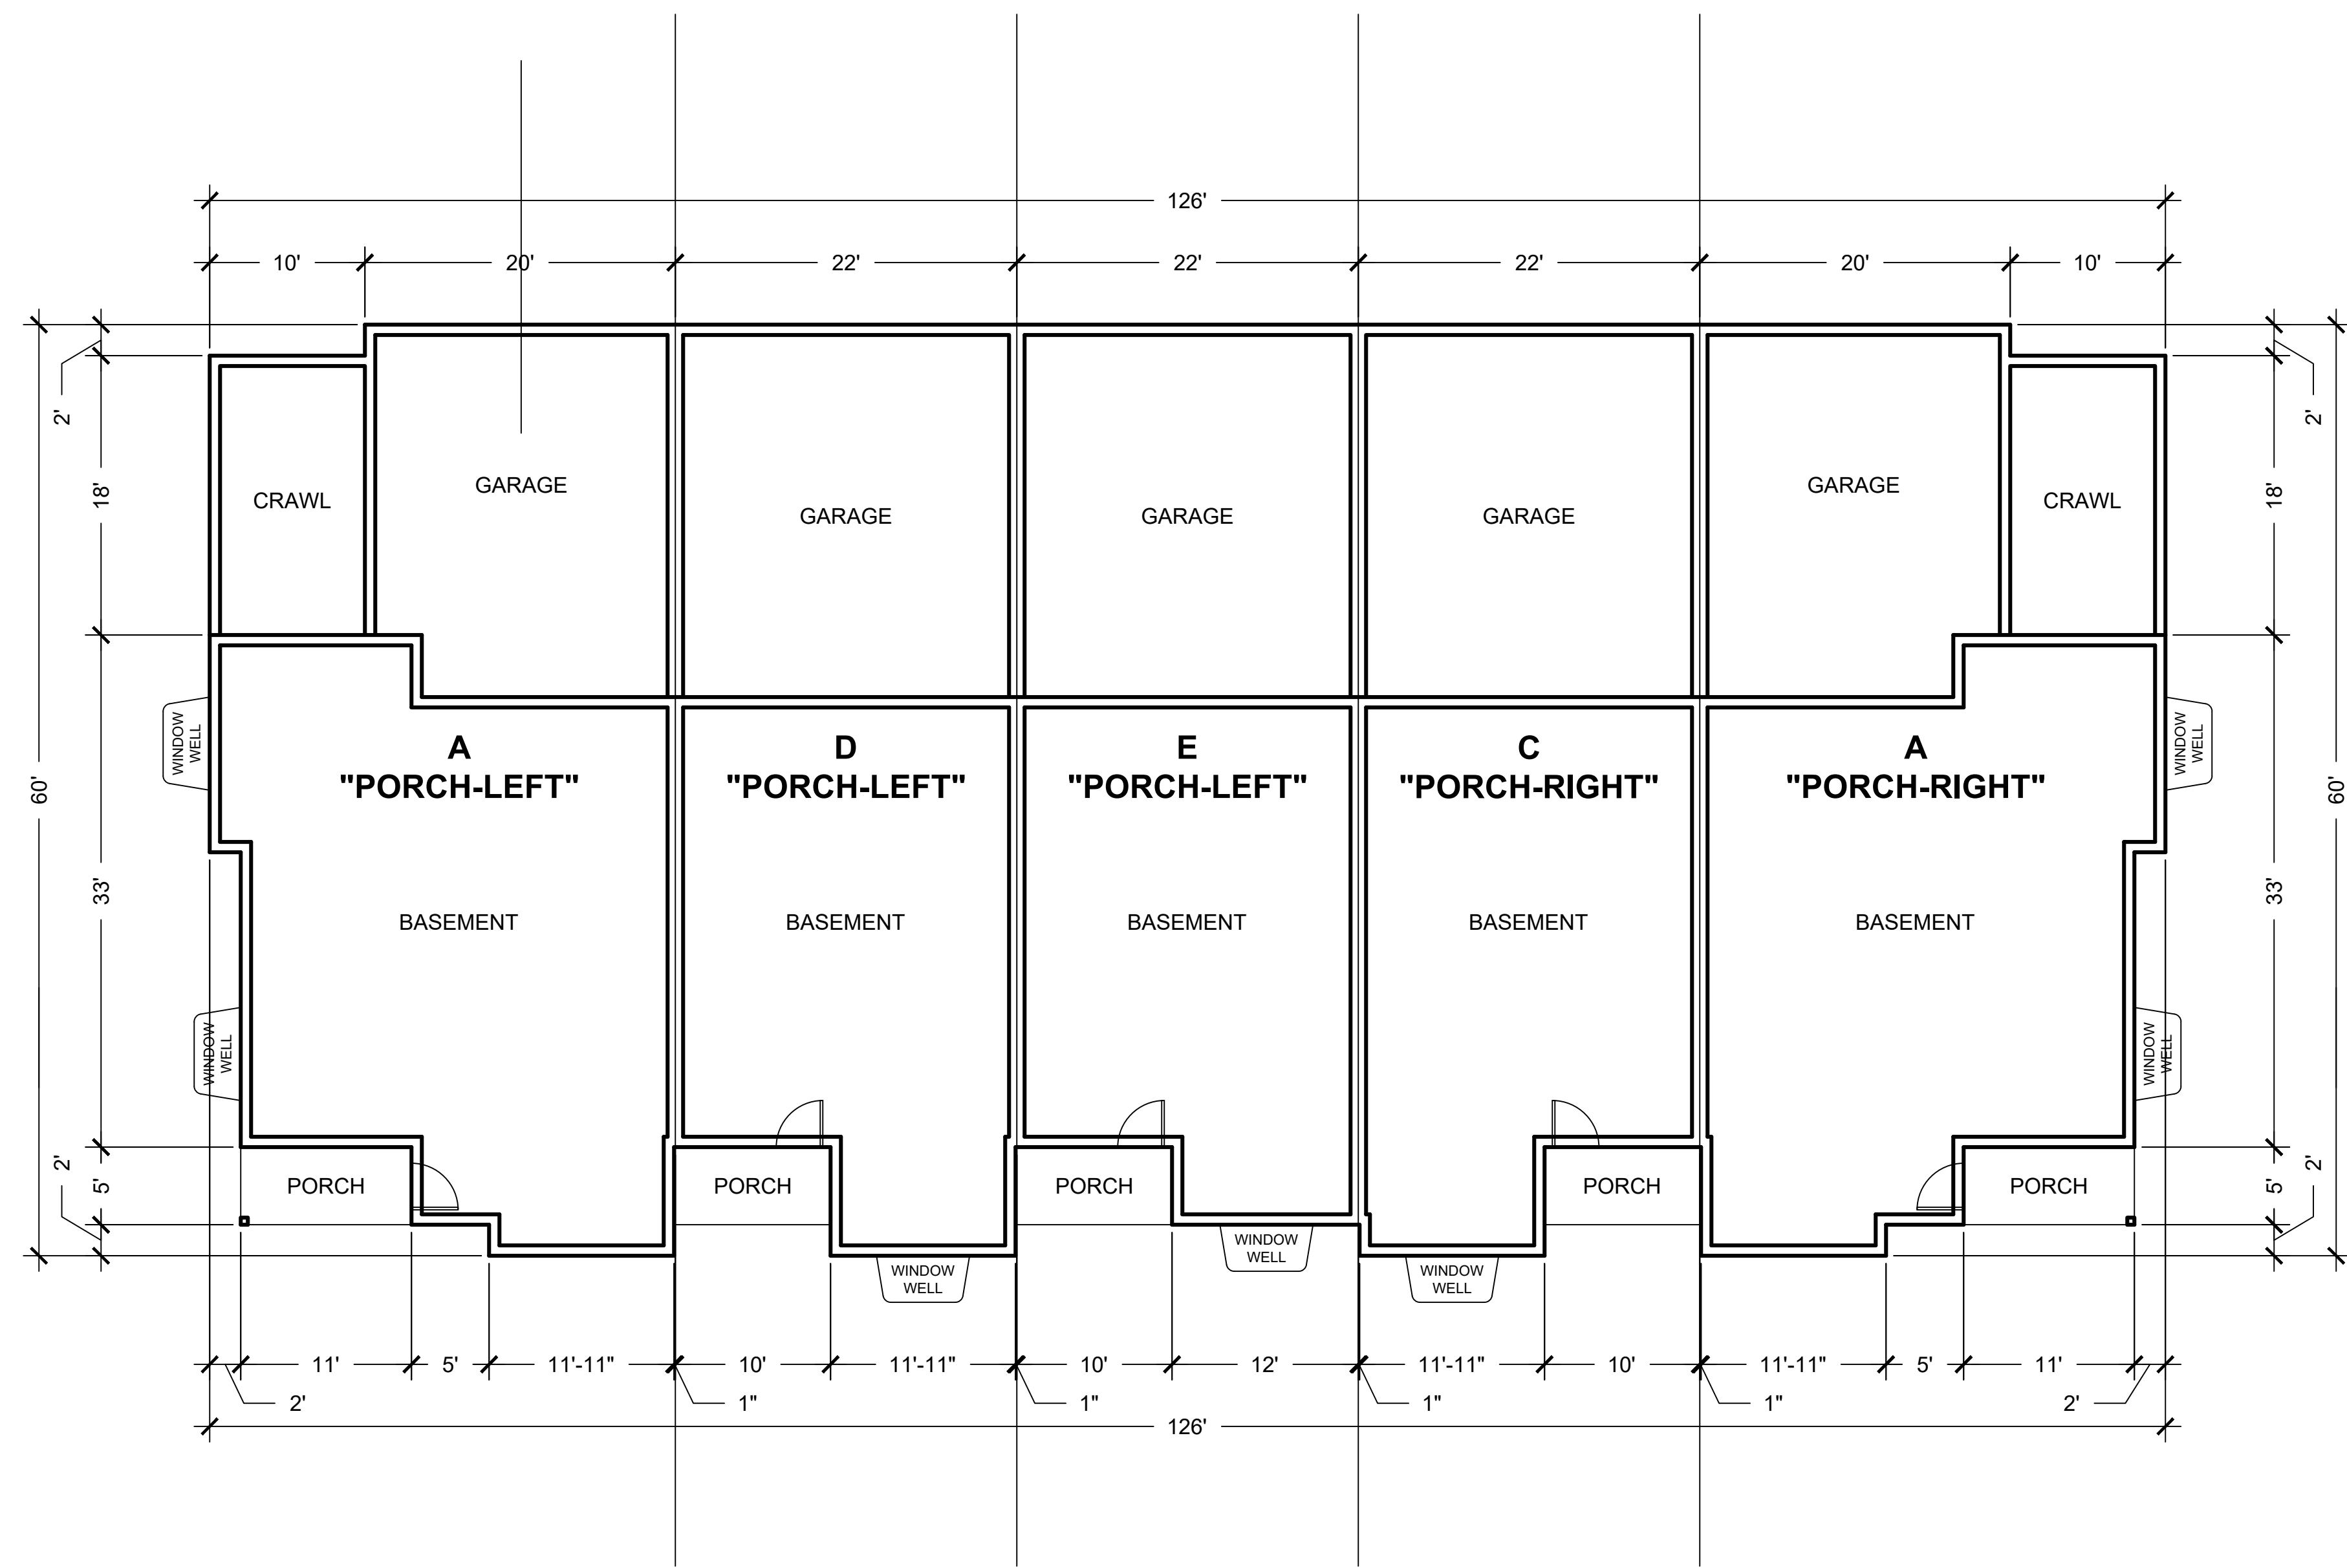 126'
10' 20' 22' 22' 22' 20' 10'
2' 2'
18' 18'
GARAGE GARAGE
CRAWL CRAWL
GARAGE GARAGE GARAGE
WINDOW
WELL
WINDOW
WELL
A D E C A
"PORCH-LEFT" "PORCH-LEFT" "PORCH-LEFT" "PORCH-RIGHT" "PORCH-RIGHT"
60' 60'
33' 33'
BASEMENT BASEMENT BASEMENT BASEMENT BASEMENT
WINDOW
WELL
WINDOW
WELL
2' 2'
5' PORCH PORCH PORCH PORCH PORCH 5'
WINDOW
WELL
WINDOW
WELL
WINDOW
WELL
11' 5' 11'-11" 10' 11'-11" 10' 12' 11'-11" 10' 11'-11" 5' 11'
2' 1" 1" 1" 1" 2'
126'